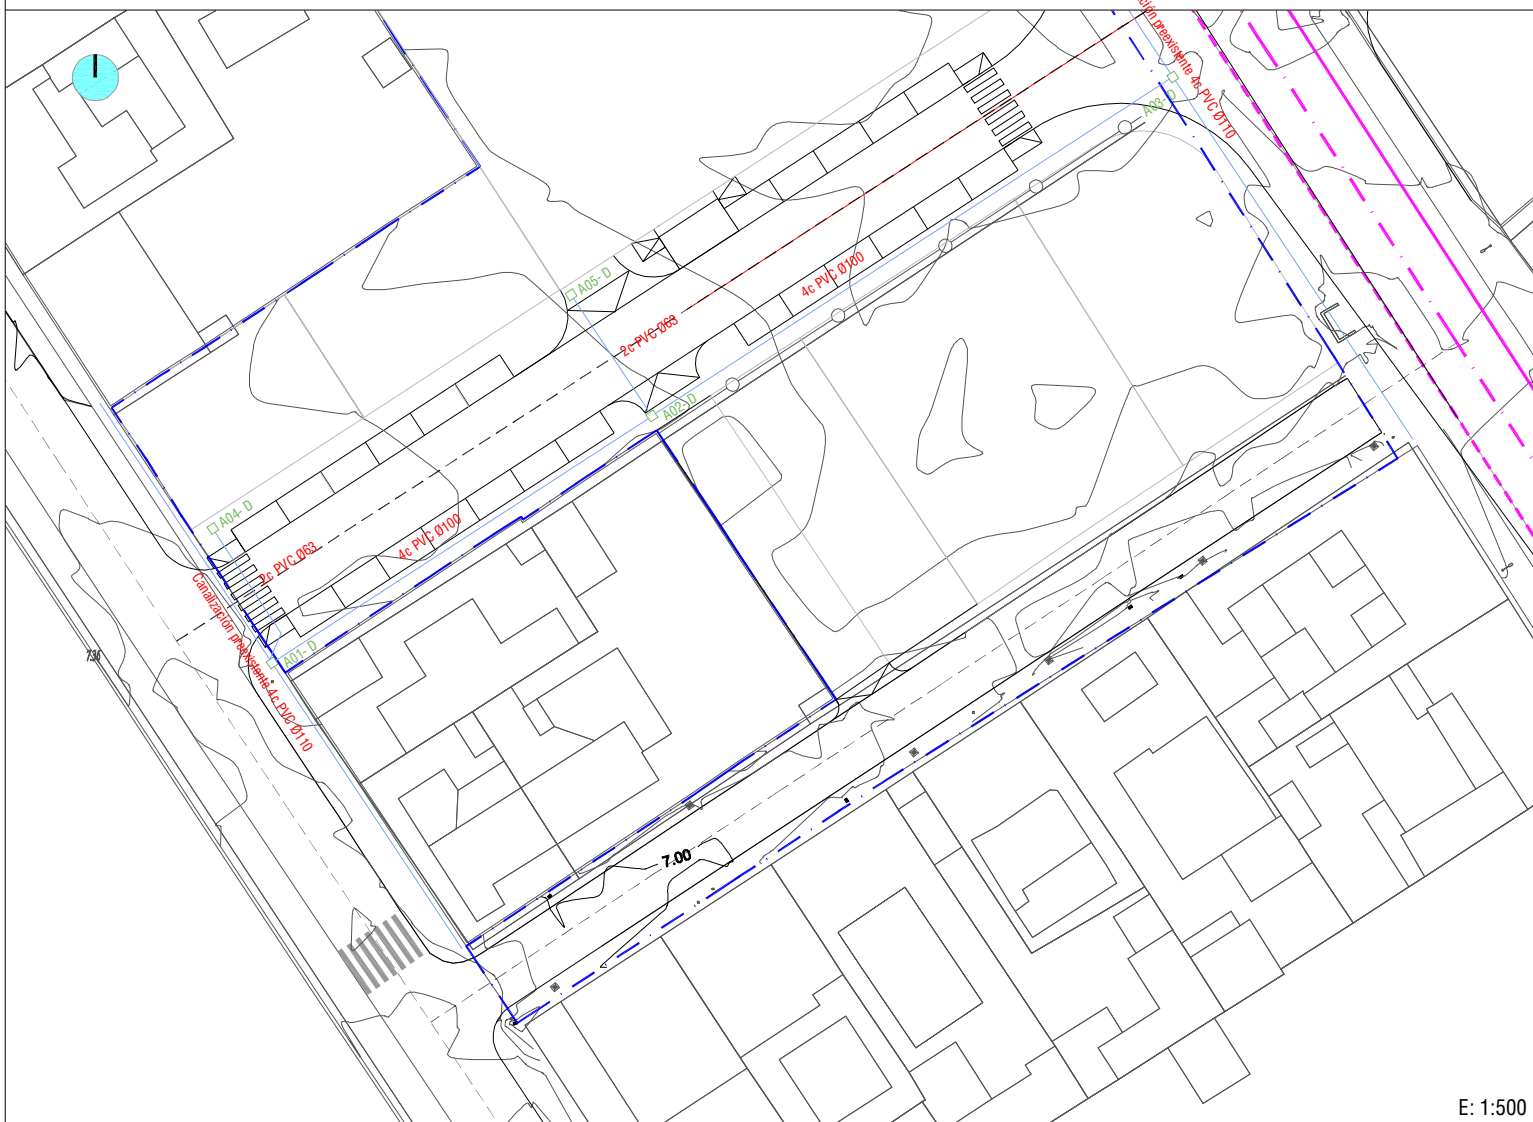 ción preexistente 4c PVC Ø110
A03- D
A05- D
4c PVC Ø100
2c PVC Ø63
A02- D
A04- D
4c PVC Ø100
2c PVC Ø63
Canalización preexistente 4c PVC Ø110
A01- D
736
7.00
E: 1:500